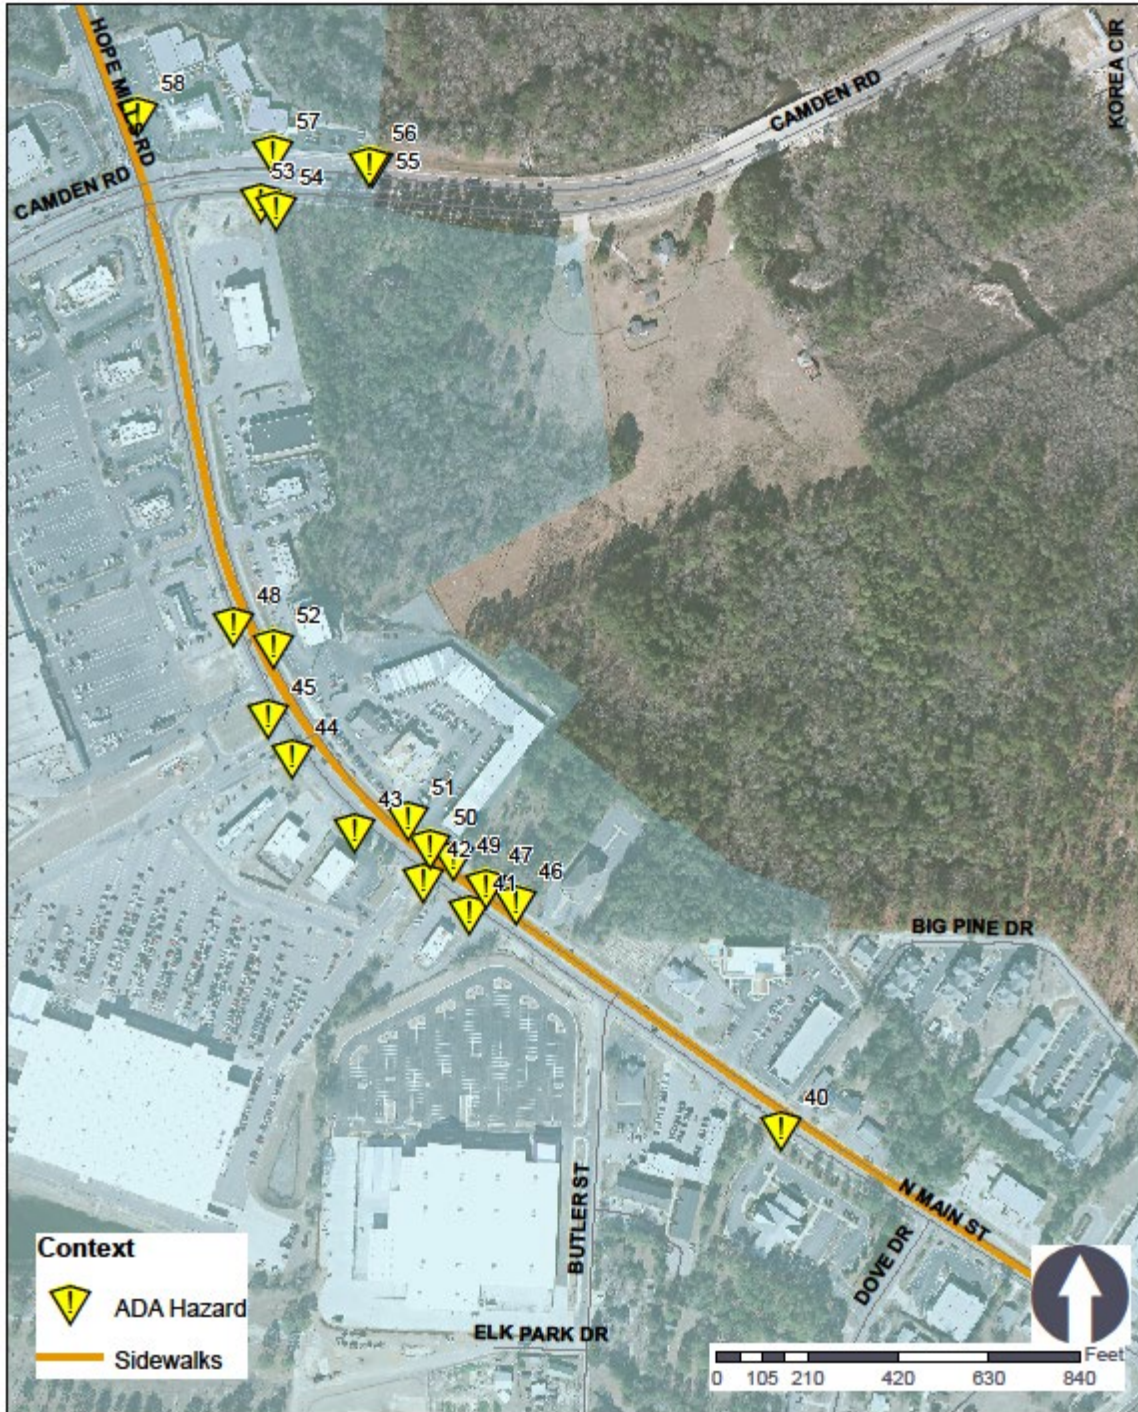 HOPE MILLS RD
58
KOREA CIR
CAMDEN RD
57
56
55
53
54
CAMDEN RD
48
52
45
44
51
43
50
42
49
47
46
41
BIG PINE DR
40
N MAIN ST
BUTLER ST
DOVE DR
ELK PARK DR
Context
ADA Hazard
Sidewalks
Feet
0 105 210 420 630 840